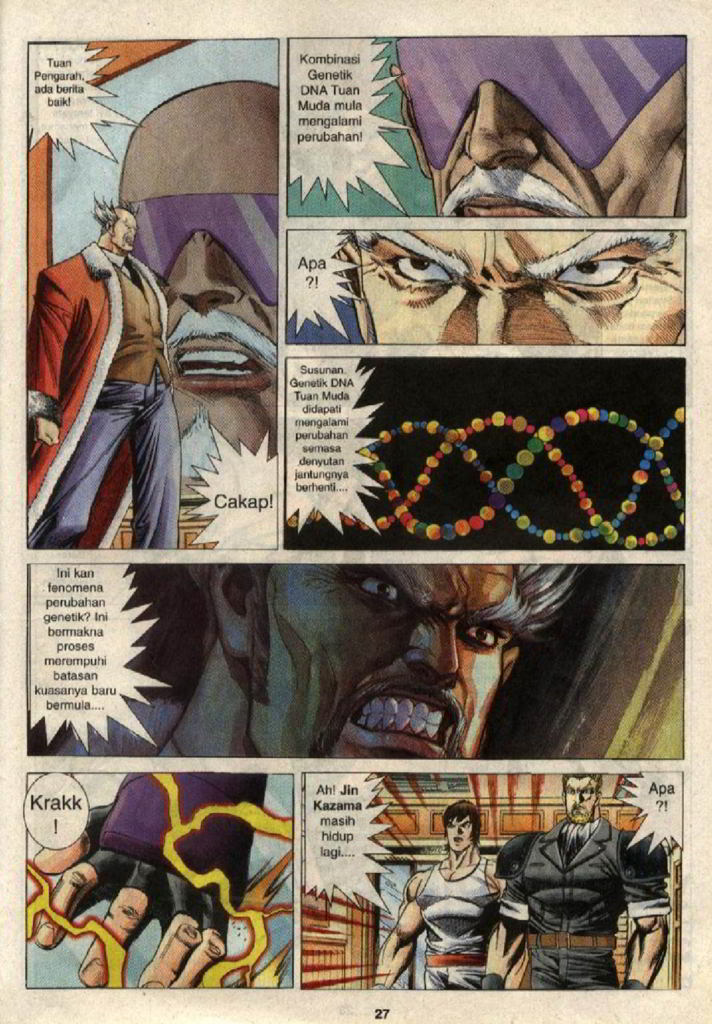 Tuan
Pengarah,
ada berita
baik!
Cakap!
Kombinasi
Genetik
DNA Tuan
Muda mula
mengalami
perubahan!
Apa
?!
Susunan
Genetik DNA
Tuan Muda
didapati
mengalami
perubahan
semasa
denyutan
jantungnya
berhenti....
Ini kan
fenomena
perubahan
genetik? Ini
bermakna
proses
merempuhi
batasan
kuasanya baru
bermula....
Krakk
!
Ah! Jin
Kazama
masih
hidup
lagi....
Apa
?!
27